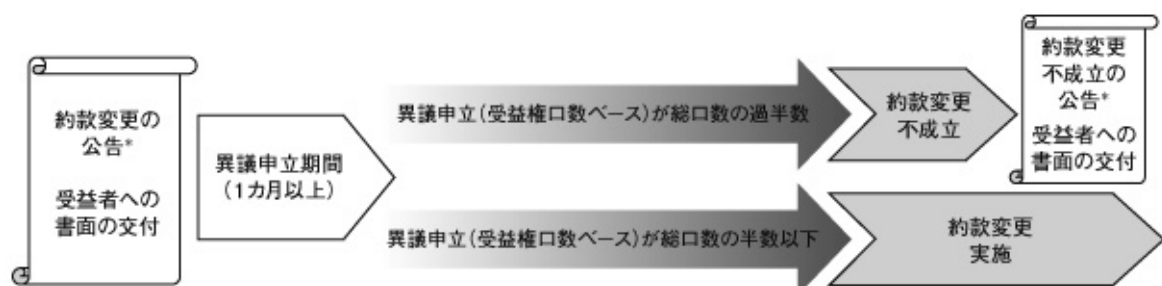 約款変更の
公告*
受益者への
書面の交付
異議申立期間
(1カ月以上)
異議申立(受益権口数ベース)が総口数の過半数
約款変更
不成立
約款変更
不成立の
公告*
受益者への
書面の交付
異議申立(受益権口数ベース)が総口数の半数以下
約款変更
実施